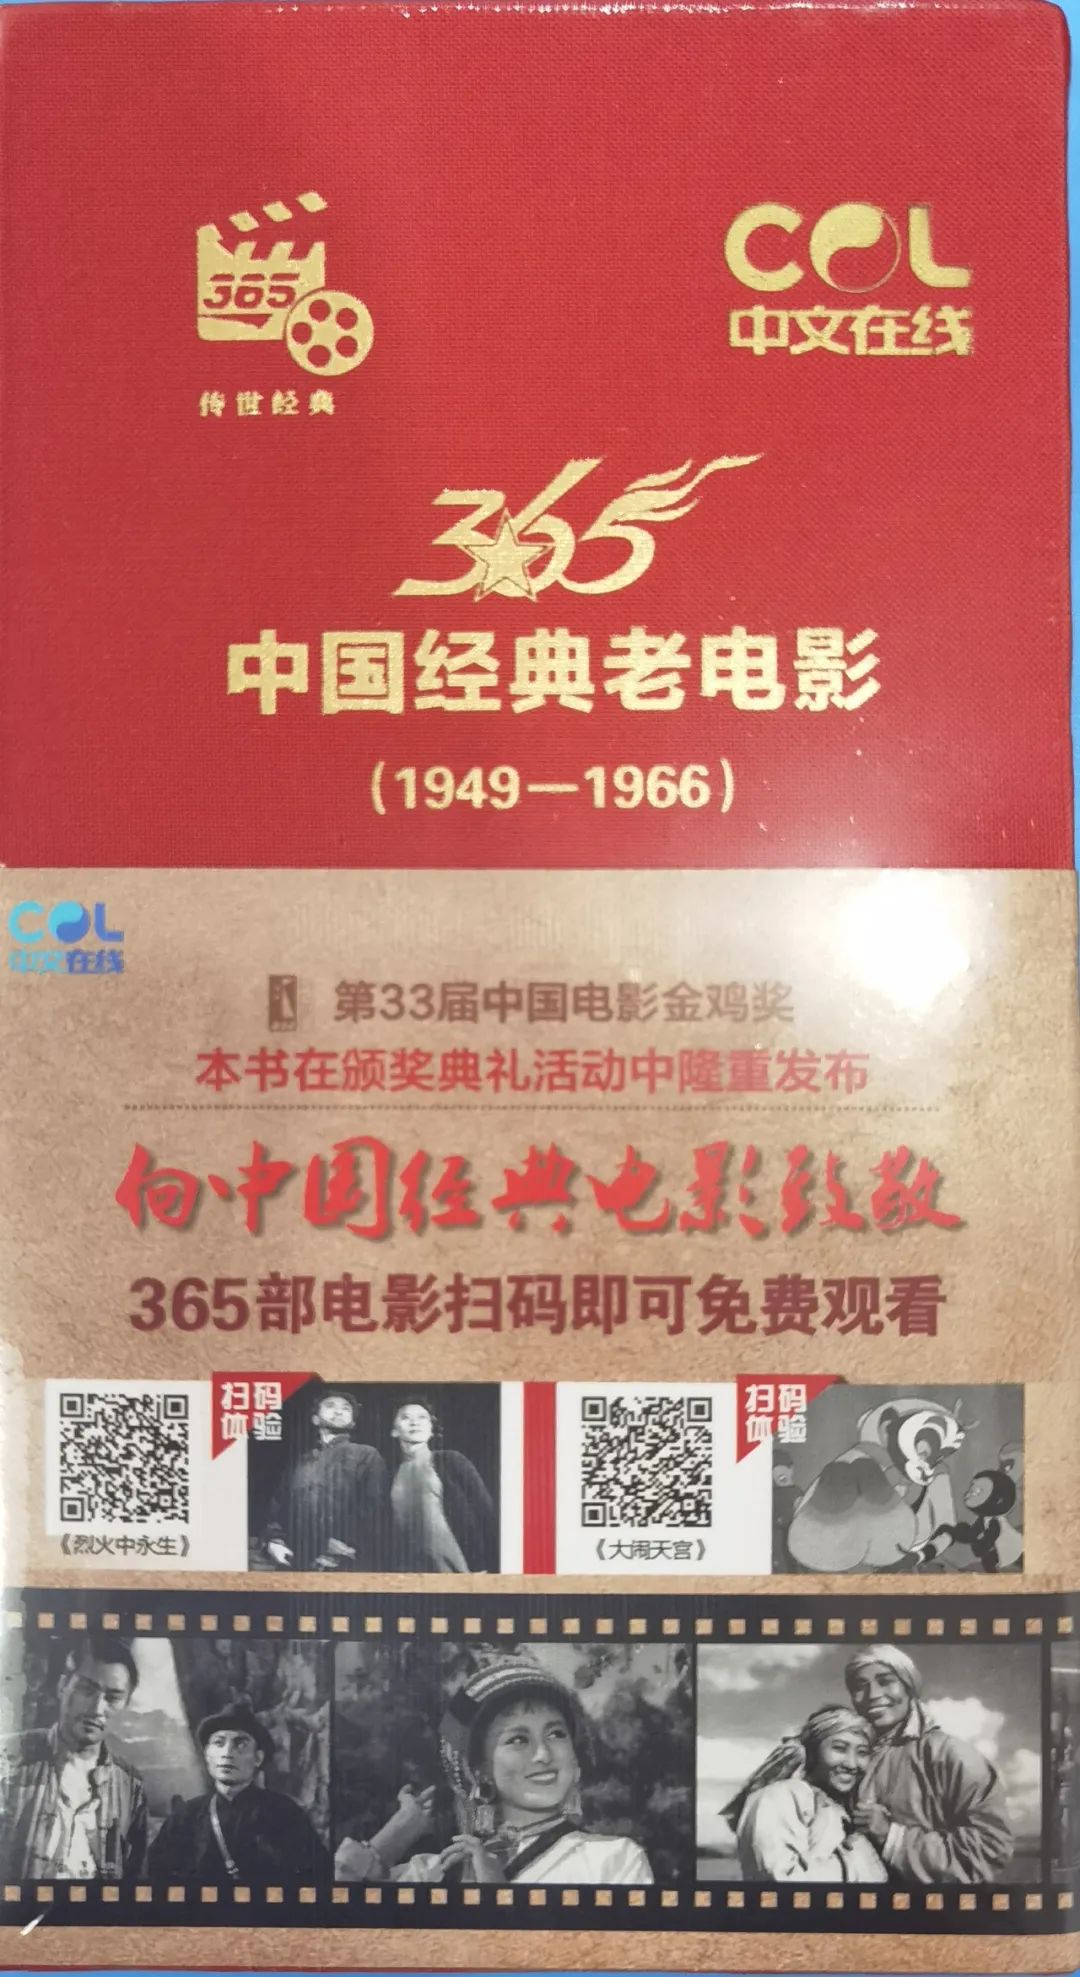 365
传世经典
COL
中文在线
365
中国经典老电影
(1949—1966)
COL
中文在线
第33届中国电影金鸡奖
本书在颁奖典礼活动中隆重发布
向中国经典电影致敬
365部电影扫码即可免费观看
扫码
体验
《烈火中永生》
扫码
体验
《大闹天宫》